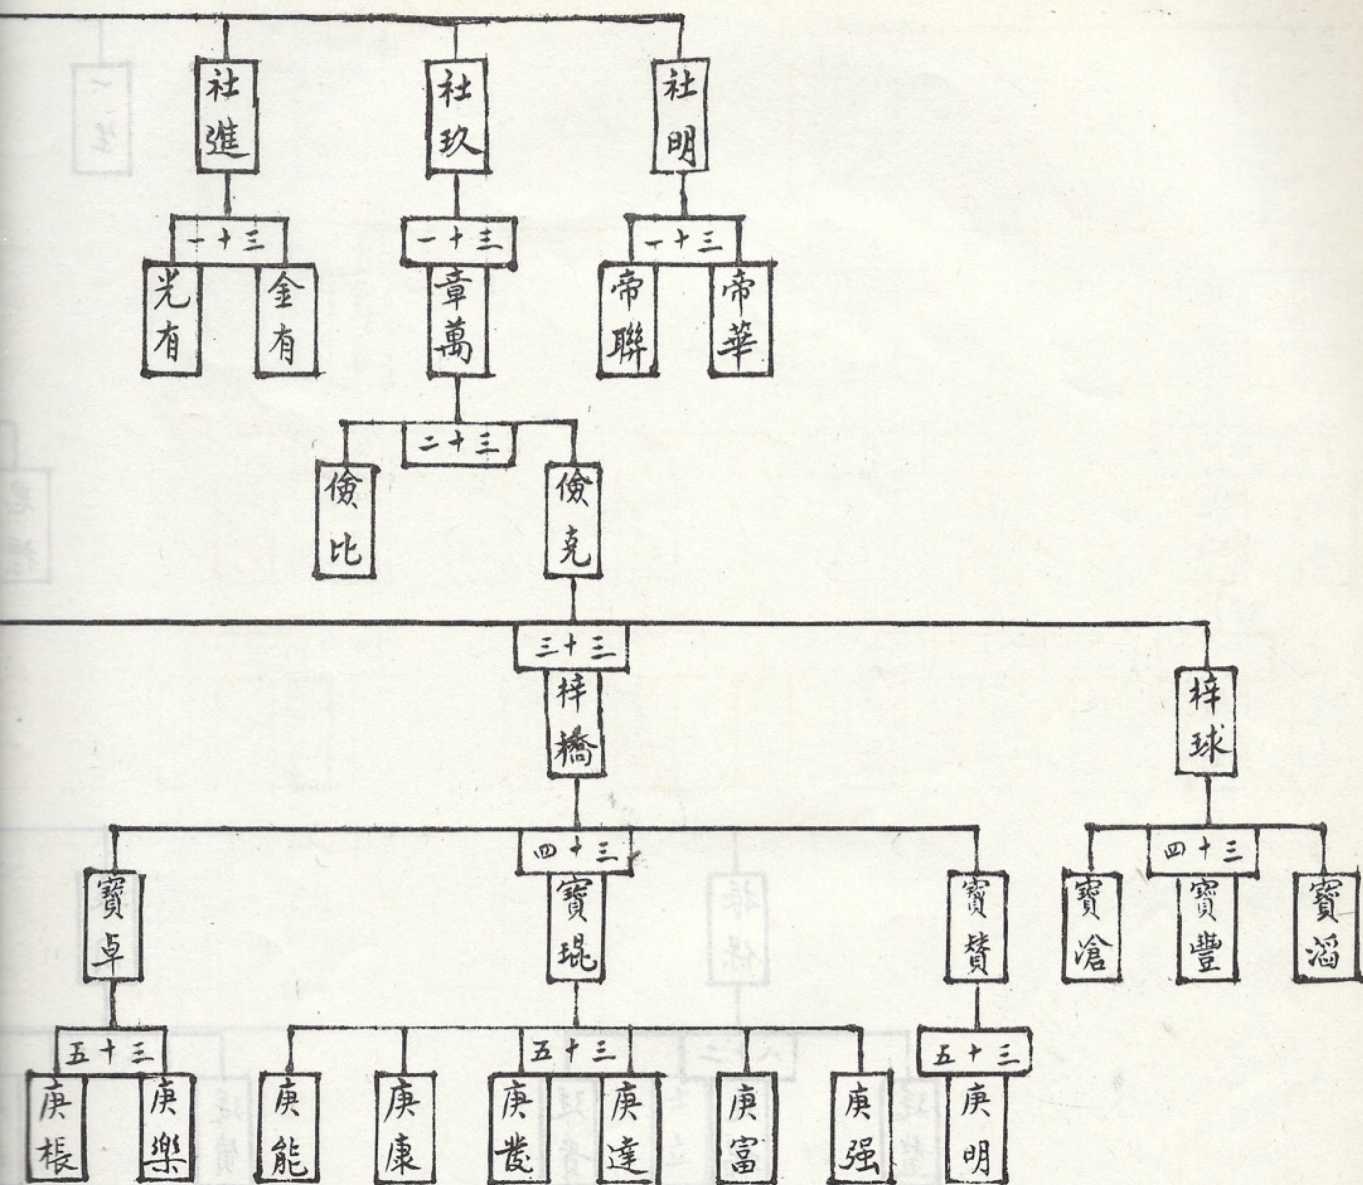 社明
社玖
社進
三十一
三十一
三十一
帝華
帝聯
章萬
金有
光有
三十二
儉克
儉比
三十三
梓球
梓橋
三十四
三十四
寶滔
寶豐
寶滄
寶贊
寶琨
寶卓
三十五
三十五
三十五
庚明
庚强
庚富
庚達
庚發
庚康
庚能
庚樂
庚棖